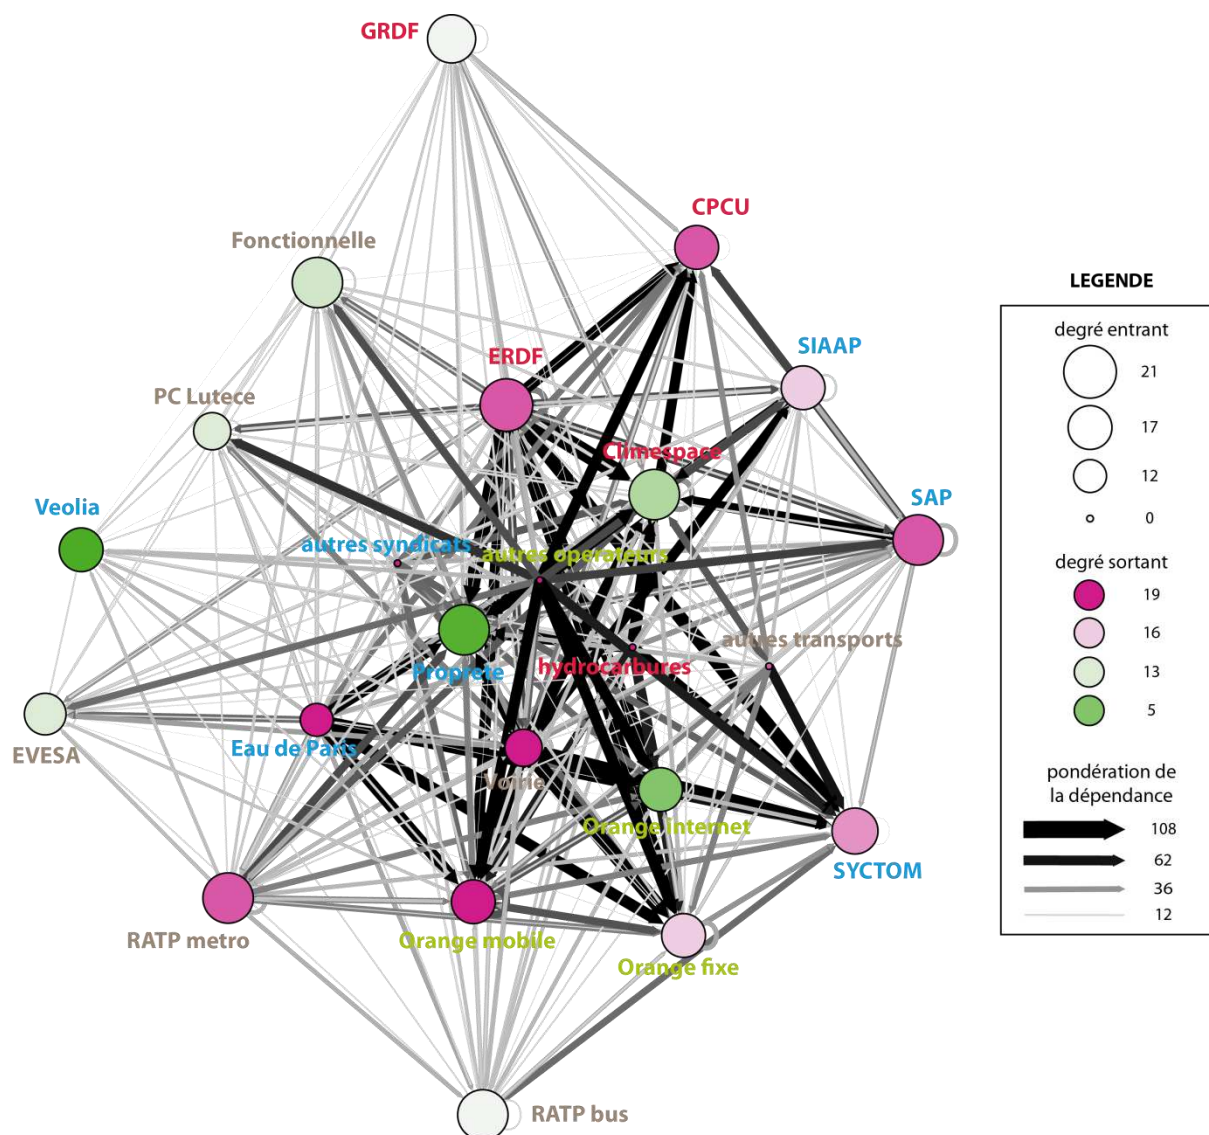 GRDF
CPCU
Fonctionnelle
LEGENDE
degré entrant
21
17
12
0
SIAAP
ERDF
PC Lutece
Climespace
Veolia
SAP
autres syndicats
autres operateurs
degré sortant
19
16
13
5
autres transports
hydrocarbures
Proprete
EVESA
Eau de Paris
Voirie
Orange internet
pondération de
la dépendance
108
62
36
12
SYCTOM
RATP metro
Orange mobile
Orange fixe
RATP bus